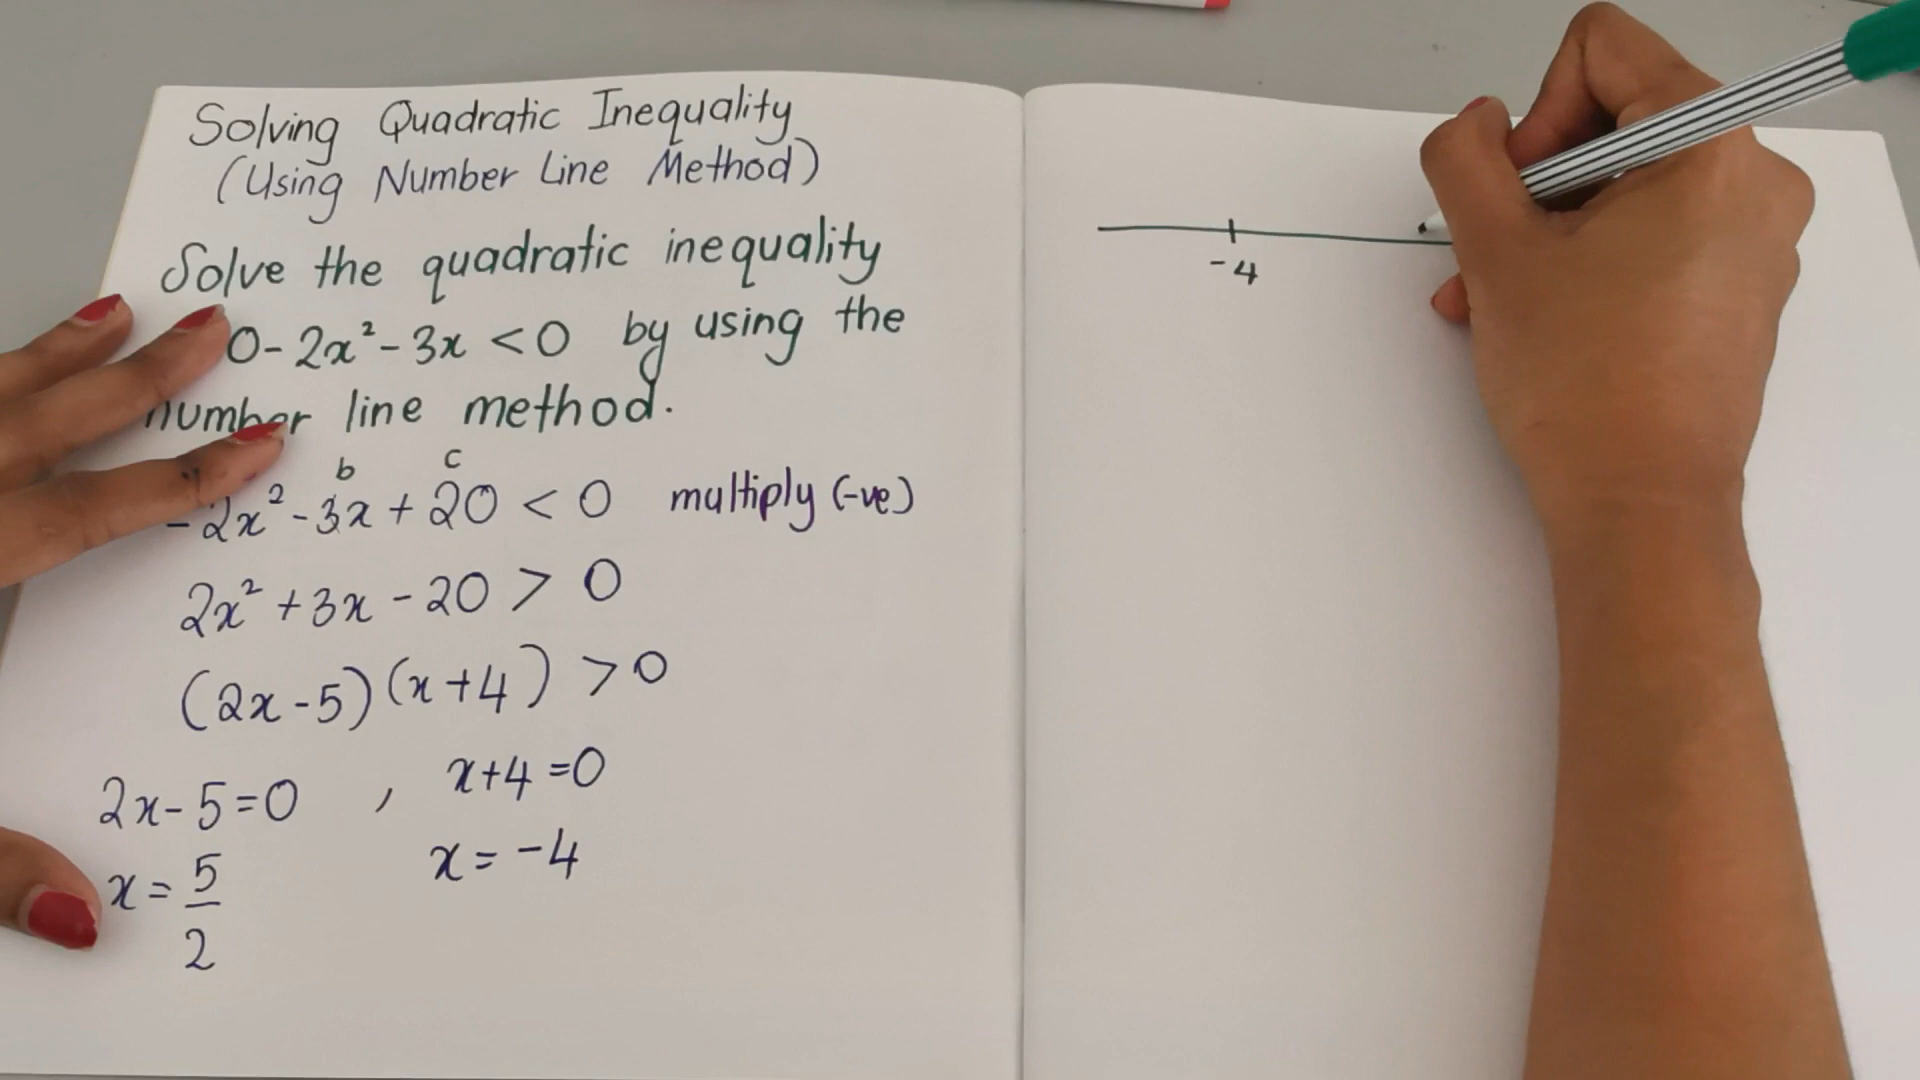 Solving Quadratic Inequality
(Using Number Line Method)
Solve the quadratic inequality
0 - 2x² - 3x < 0 by using the
number line method.
b c
- 2x² - 3x + 20 < 0 multiply (-ve)
2x² + 3x - 20 > 0
(2x - 5)(x + 4) > 0
2x - 5 = 0 , x + 4 = 0
x = 5/2 x = -4
-4